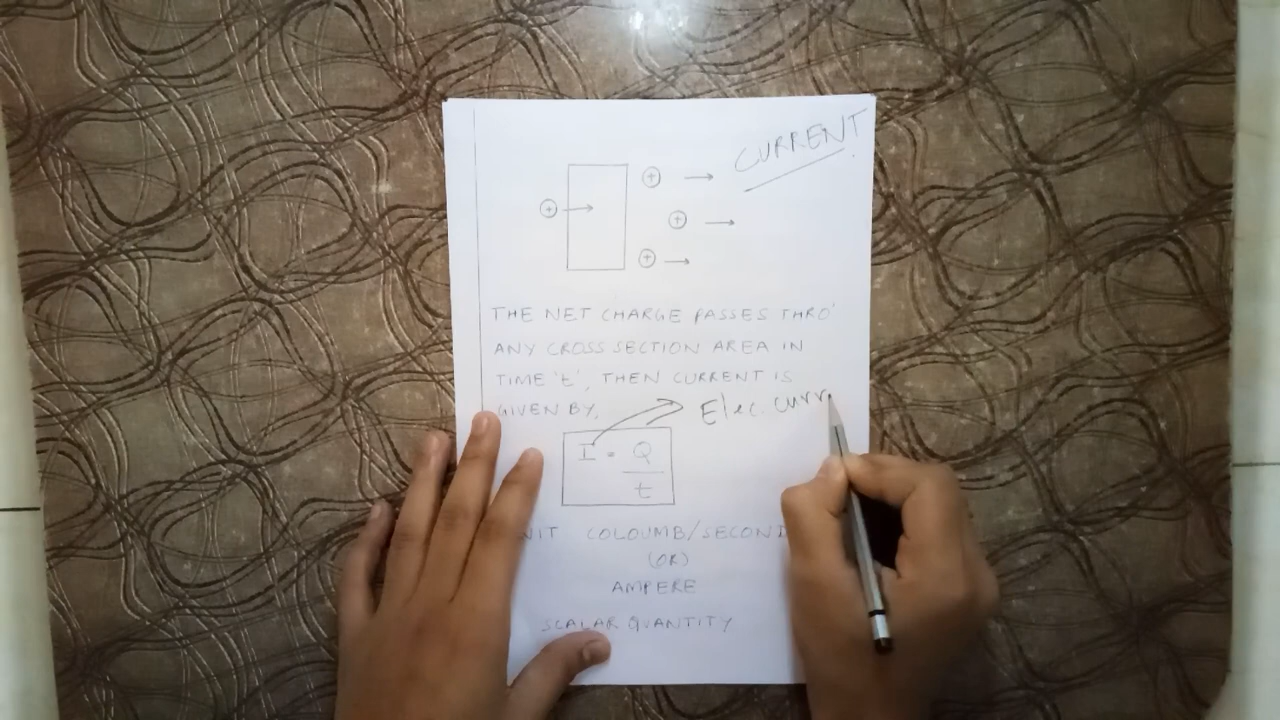 CURRENT
THE NET CHARGE PASSES THRO'
ANY CROSS SECTION AREA IN
TIME 't', THEN CURRENT IS
GIVEN BY,
Elec. curr
I = Q
t
NIT COLOUMB/SECOND
(OR)
AMPERE
SCALAR QUANTITY